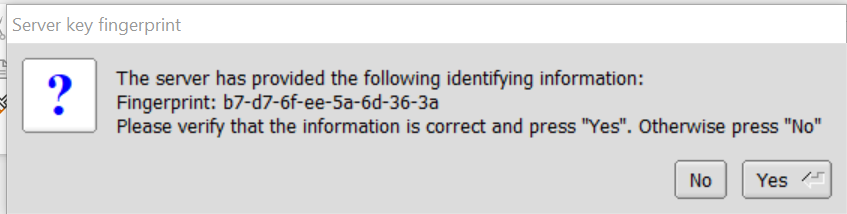 Server key fingerprint
The server has provided the following identifying information:
Fingerprint: b7-d7-6f-ee-5a-6d-36-3a
Please verify that the information is correct and press "Yes". Otherwise press "No"
No
Yes